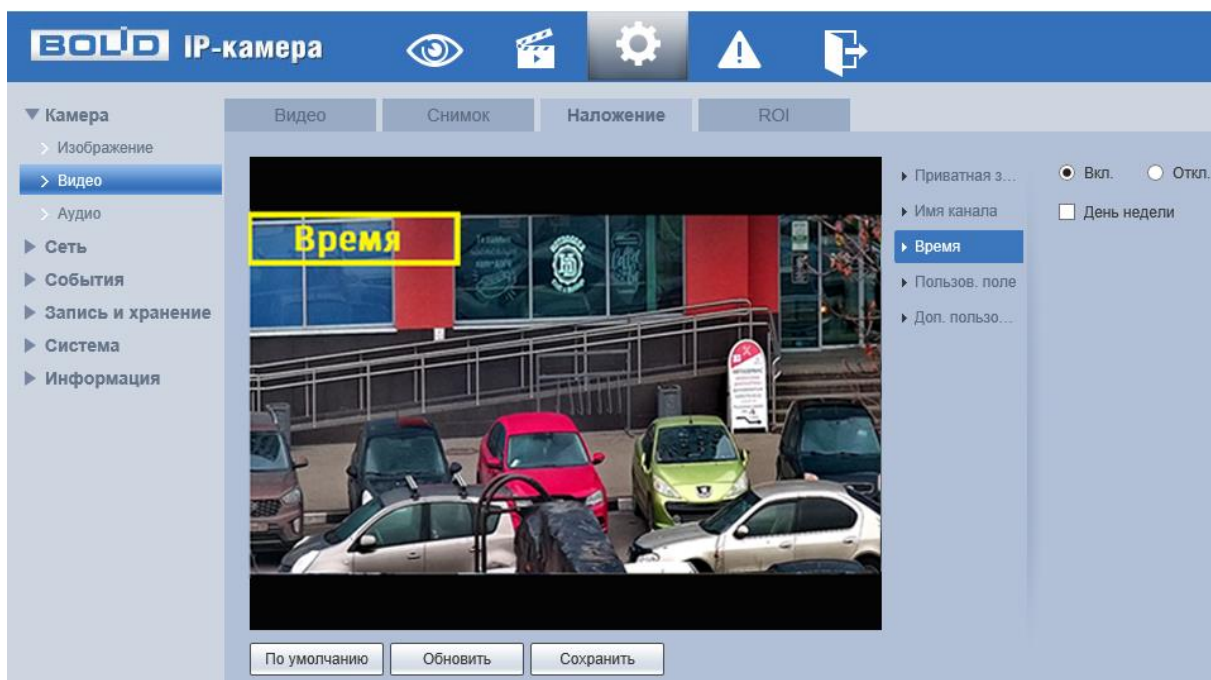 BOLID IP-камера
Камера
Изображение
Видео
Аудио
Сеть
События
Запись и хранение
Система
Информация
Видео
Снимок
Наложение
ROI
Время
Приватная з...
Имя канала
Время
Пользов. поле
Доп. пользо...
Вкл.
Откл.
День недели
По умолчанию
Обновить
Сохранить